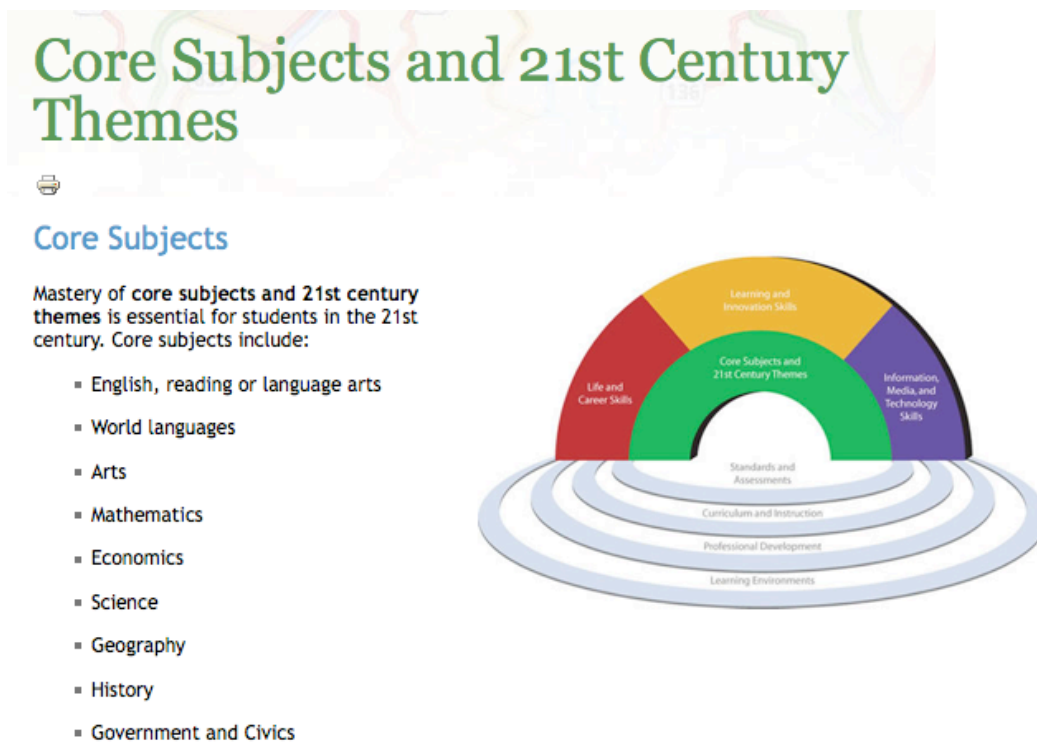 Core Subjects and 21st Century
Themes
Core Subjects
Mastery of core subjects and 21st century
themes is essential for students in the 21st
century. Core subjects include:
English, reading or language arts
World languages
Arts
Mathematics
Economics
Science
Geography
History
Government and Civics
Learning and
Innovation Skills
Core Subjects and
21st Century Themes
Life and
Career Skills
Information,
Media, and
Technology
Skills
Standards and
Assessments
Curriculum and Instruction
Professional Development
Learning Environments